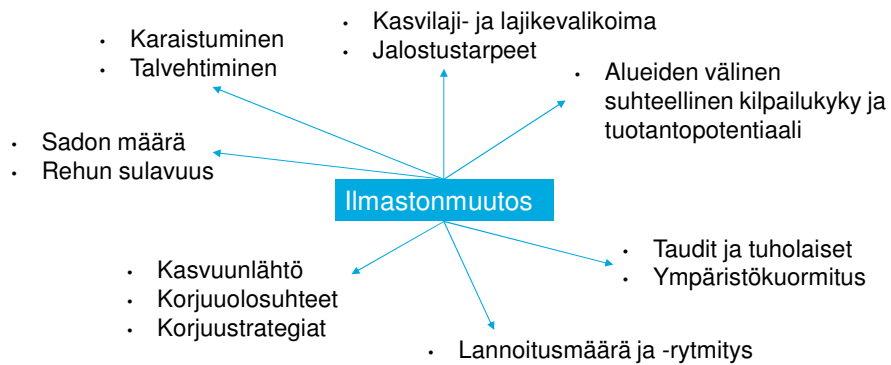 • Karaistuminen
• Talvehtiminen
• Kasvilaji- ja lajikevalikoima
• Jalostustarpeet
• Alueiden välinen
suhteellinen kilpailukyky ja
tuotantopotentiaali
• Sadon määrä
• Rehun sulavuus
Ilmastonmuutos
• Taudit ja tuholaiset
• Ympäristökuormitus
• Kasvuunlähtö
• Korjuuolosuhteet
• Korjuustrategiat
• Lannoitusmäärä ja -rytmitys